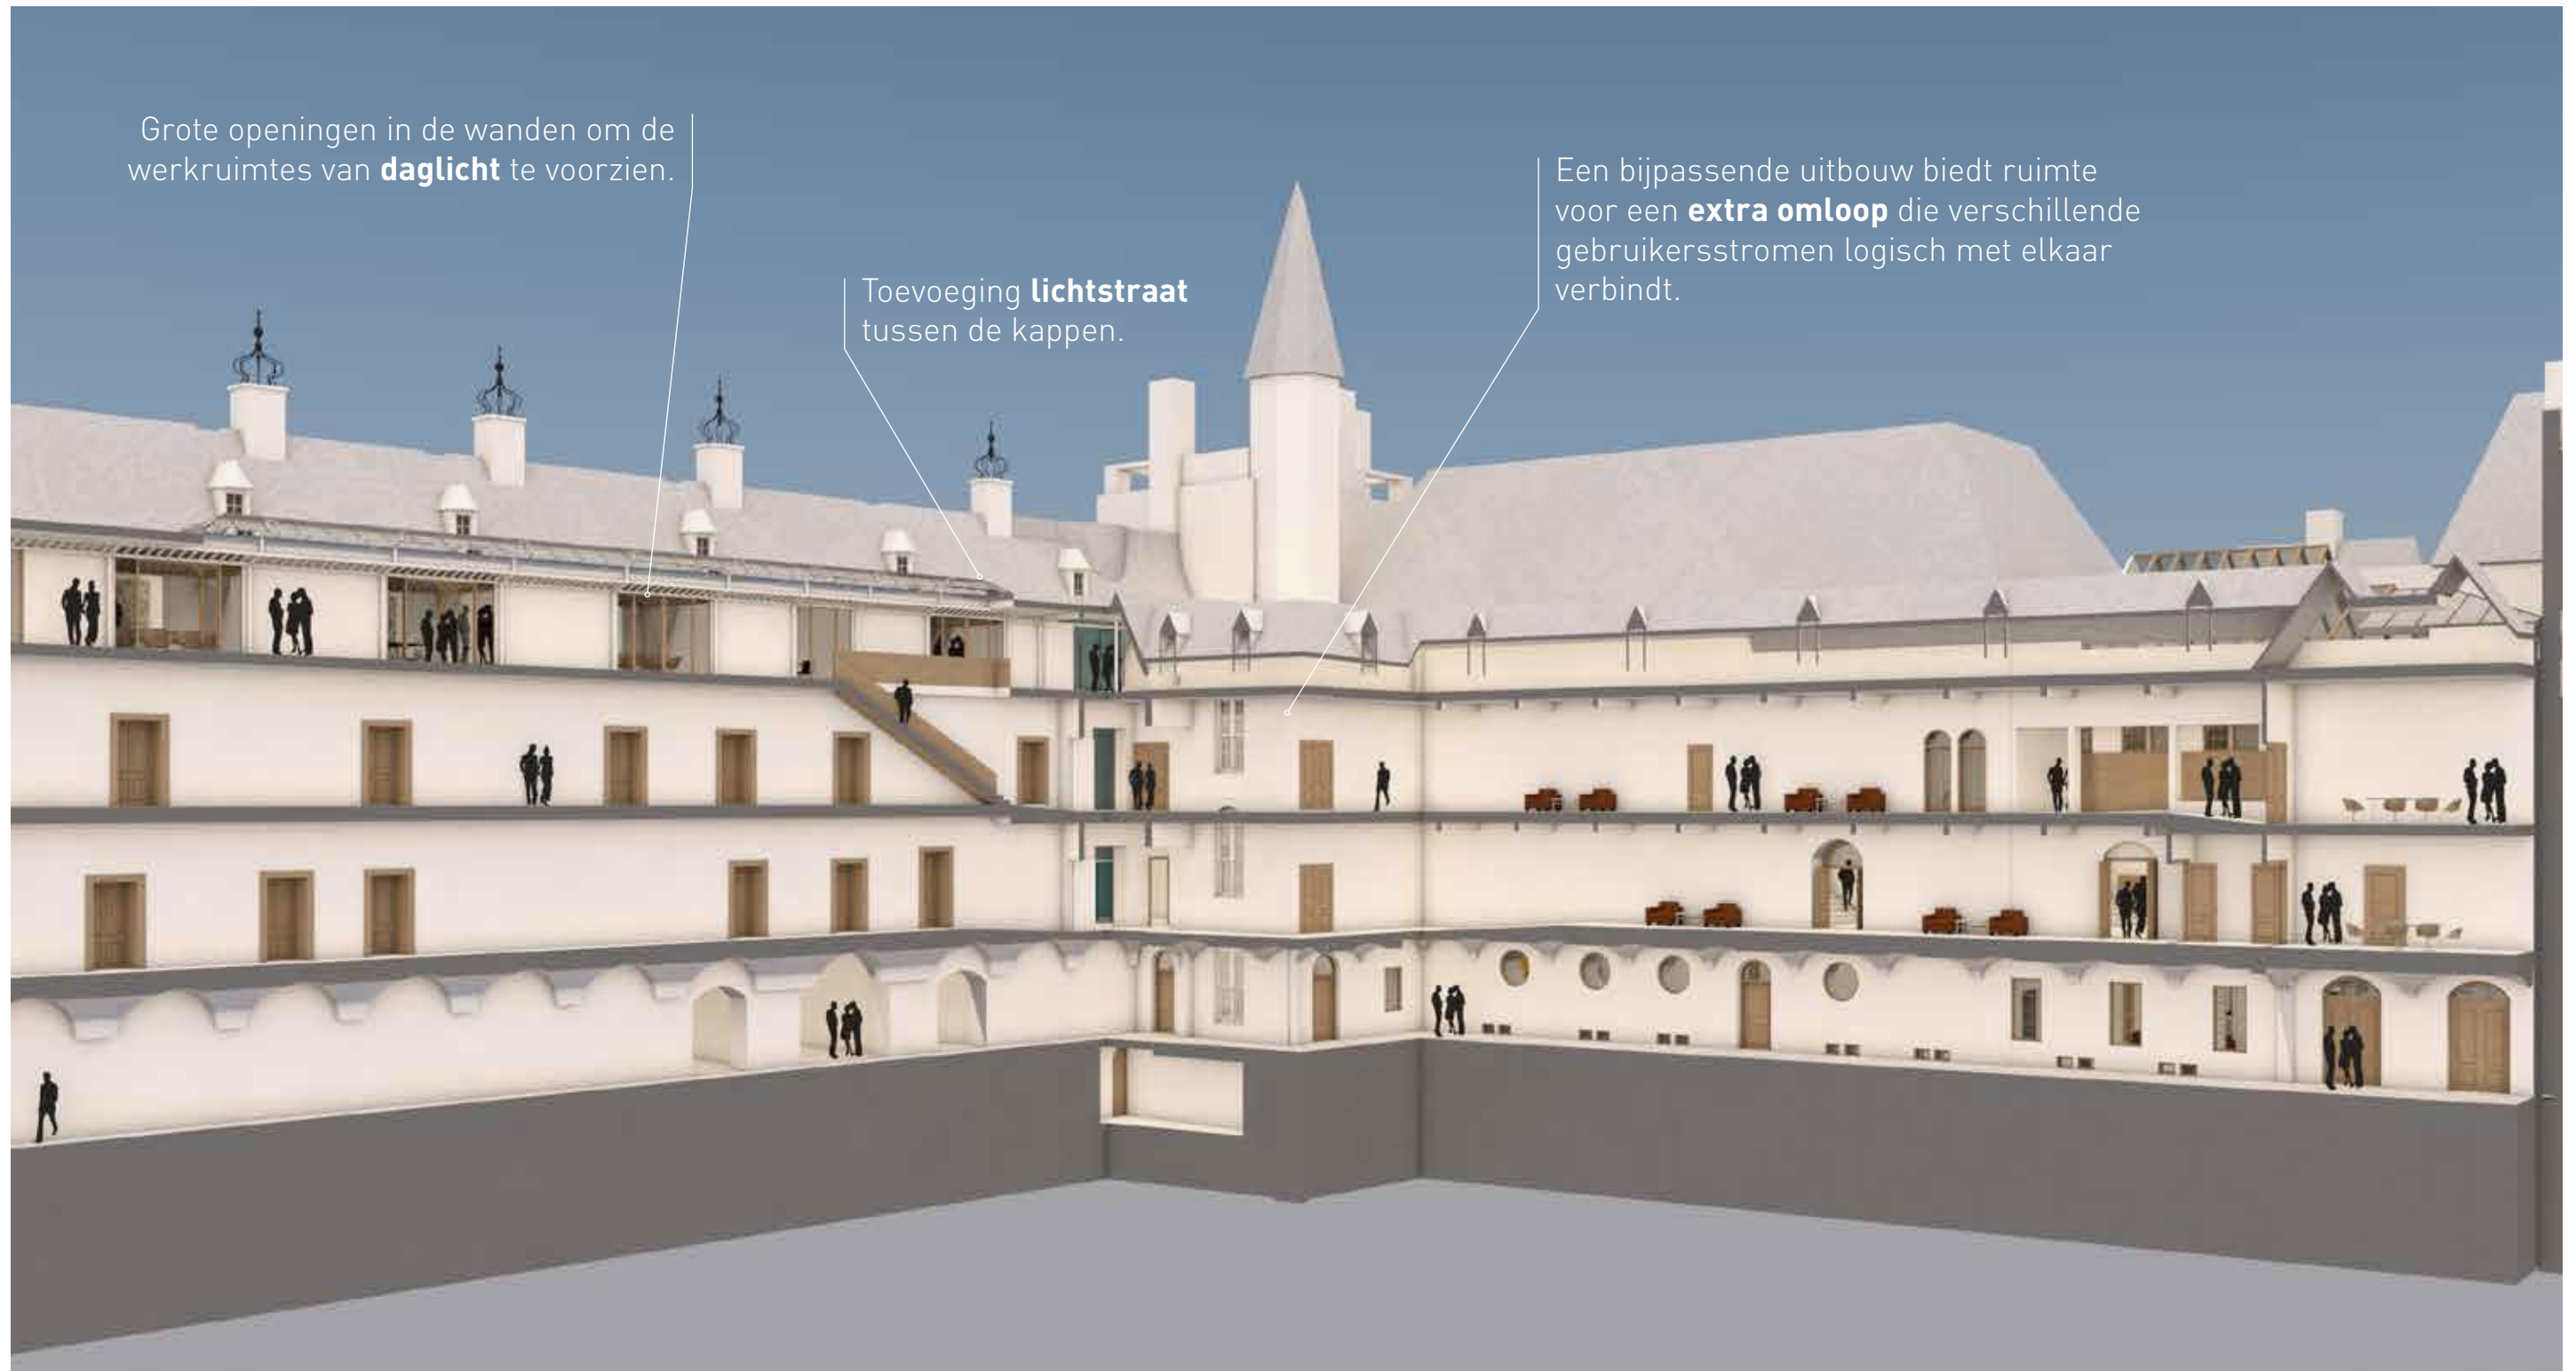 Grote openingen in de wanden om de
werkruimtes van daglicht te voorzien.
Toevoeging lichtstraat
tussen de kappen.
Een bijpassende uitbouw biedt ruimte
voor een extra omloop die verschillende
gebruikersstromen logisch met elkaar
verbindt.